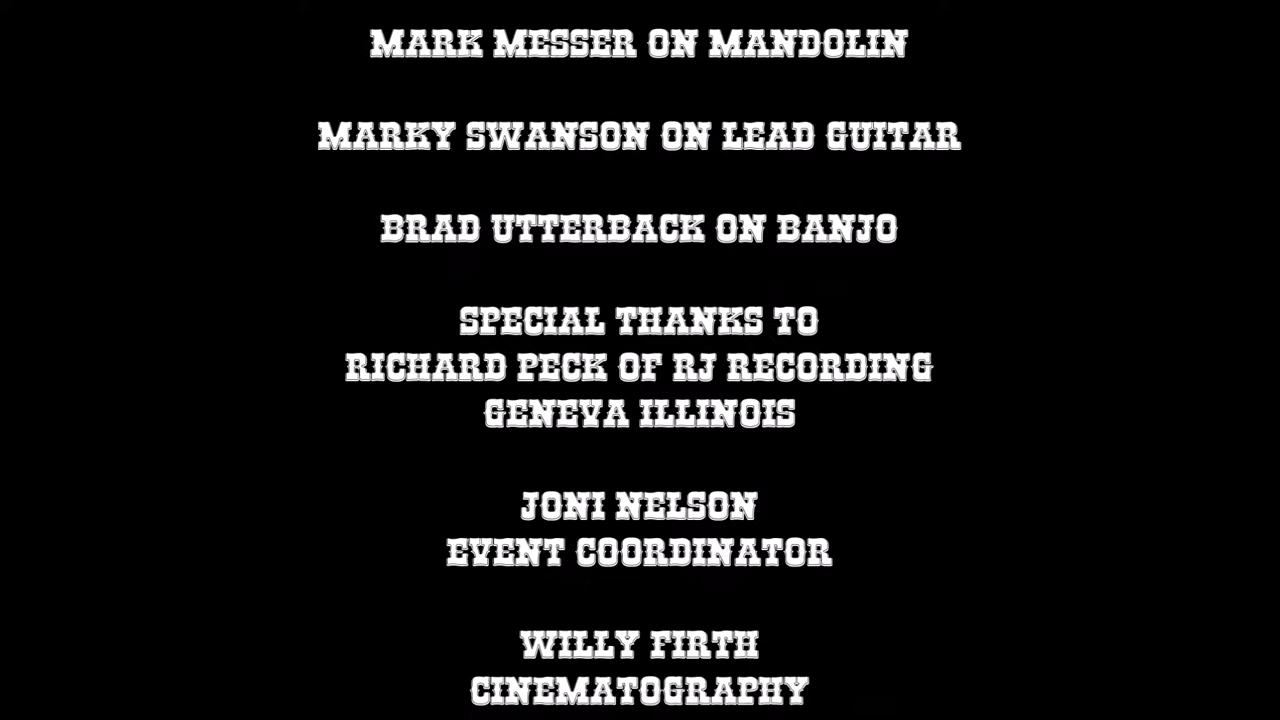 MARK MESSER ON MANDOLIN
MARKY SWANSON ON LEAD GUITAR
BRAD UTTERBACK ON BANJO
SPECIAL THANKS TO
RICHARD PECK OF RJ RECORDING
GENEVA ILLINOIS
JONI NELSON
EVENT COORDINATOR
WILLY FIRTH
CINEMATOGRAPHY